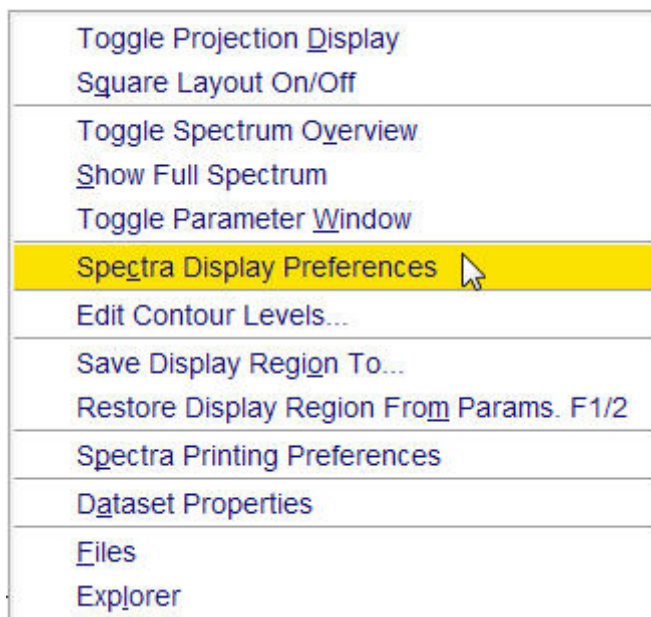 Toggle Projection Display
Square Layout On/Off
Toggle Spectrum Overview
Show Full Spectrum
Toggle Parameter Window
Spectra Display Preferences
Edit Contour Levels...
Save Display Region To...
Restore Display Region From Params. F1/2
Spectra Printing Preferences
Dataset Properties
Files
Explorer